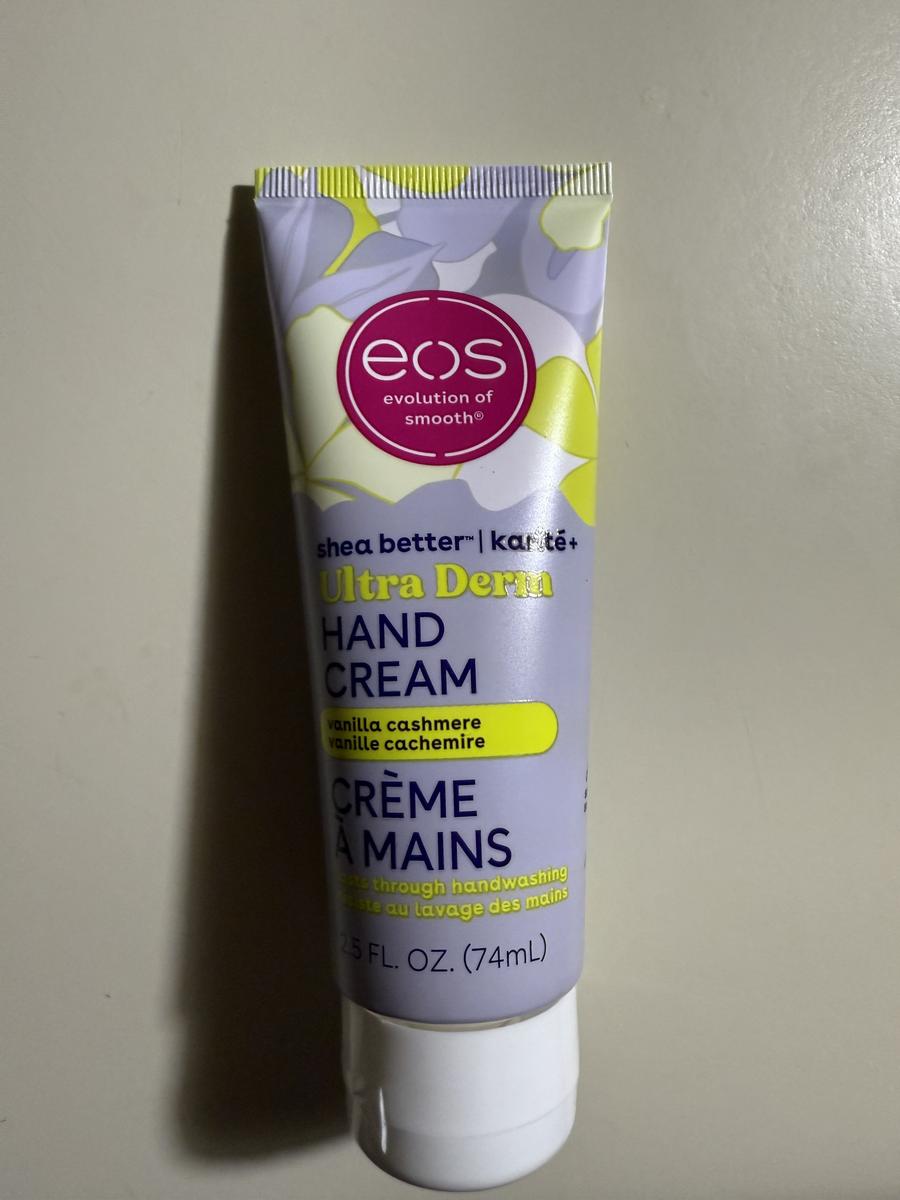 eos
evolution of
smooth®
shea better™ | karité+
Ultra Derm
HAND
CREAM
vanilla cashmere
vanille cachemire
CRÈME
À MAINS
through handwashing
au lavage des mains
2.5 FL. OZ. (74mL)